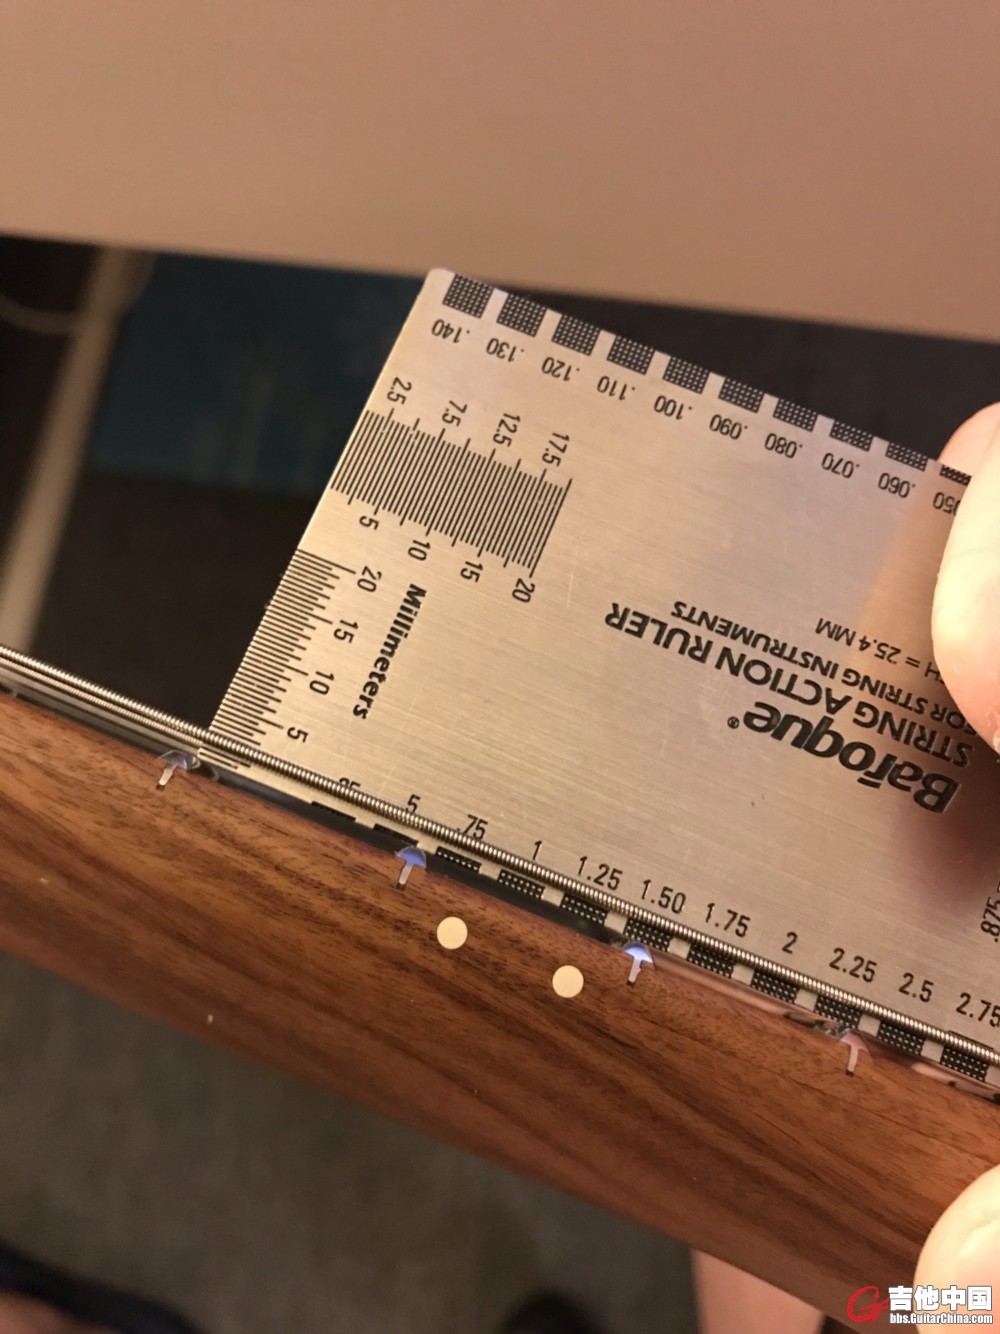 .140 .130 .120 .110 .100 .090 .080 .070 .060 .050
2.5 7.5 12.5 17.5
5 10 15 20
20 15 10 5
Millimeters
= 25.4 MM
FOR STRING INSTRUMENTS
STRING ACTION RULER
Baroque®
.5 .75 1 1.25 1.50 1.75 2 2.25 2.5 2.75
.875
吉他中国
bbs.GuitarChina.com